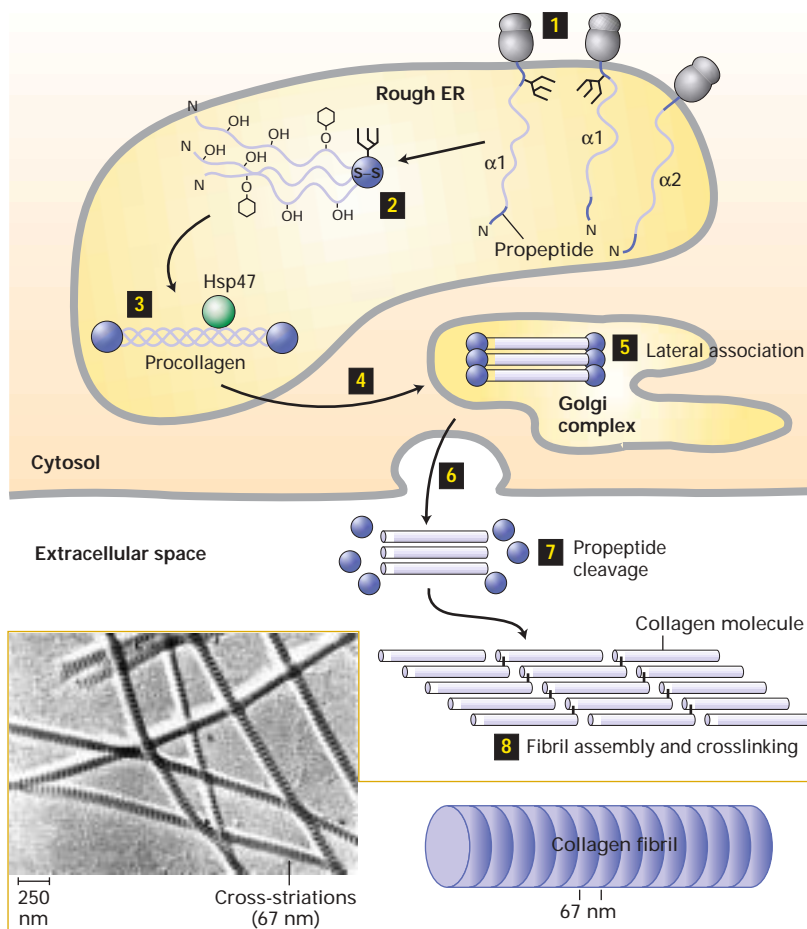 1
Rough ER
N
OH
O
OH
N
OH
N
O
S–S
2
OH
OH
α1
α1
α2
N
N
N
Propeptide
3
Hsp47
Procollagen
4
5 Lateral association
Golgi
complex
Cytosol
6
Extracellular space
7 Propeptide
cleavage
Collagen molecule
8 Fibril assembly and crosslinking
250
nm
Cross-striations
(67 nm)
Collagen fibril
67 nm